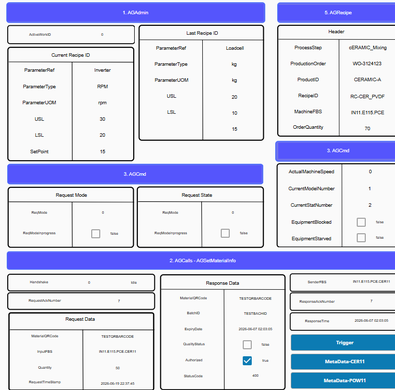 1. AGAdmin
ActualWorkID 0
Current Recipe ID
ParameterRef Inverter
ParameterType RPM
ParameterUOM rpm
USL 30
LSL 20
SetPoint 15
Last Recipe ID
ParameterRef Loadcell
ParameterType kg
ParameterUOM kg
USL 20
LSL 10
15
5. AGRecipe
Header
ProcessStep cERAMIC_Mixing
ProductionOrder WO-3124123
ProductID CERAMIC-A
RecipeID RC-CER_PVDF
MachineFBS IN11.E115.PCE
OrderQuantity 70
3. AGCmd
Request Mode
ReqMode 0
ReqModeInprogress false
Request State
ReqMode 0
ReqModeInprogress false
3. AGCmd
ActualMachineSpeed 0
CurrentModelNumber 1
CurrentStatNumber 2
EquipmentBlocked false
EquipmentStarved false
2. AGCalls - AGGetMaterialInfo
Handshake 0
RequestAckNumber
Request Data
MaterialQRCode TESTQRBARCODE
InputFBS IN11.E115.PCE.CER11
Quantity 50
RequestTimeStamp
Response Data
MaterialQRCode TESTQRBARCODE
BatchID TESTBACHID
ExpiryDate
QualityStatus false
Authorized true
StatusCode
SenderFBS IN11.E115.PCE.CER11
ResponseAckNumber
ResponseTime
Trigger
MetaData-CER11
MetaData-POW11